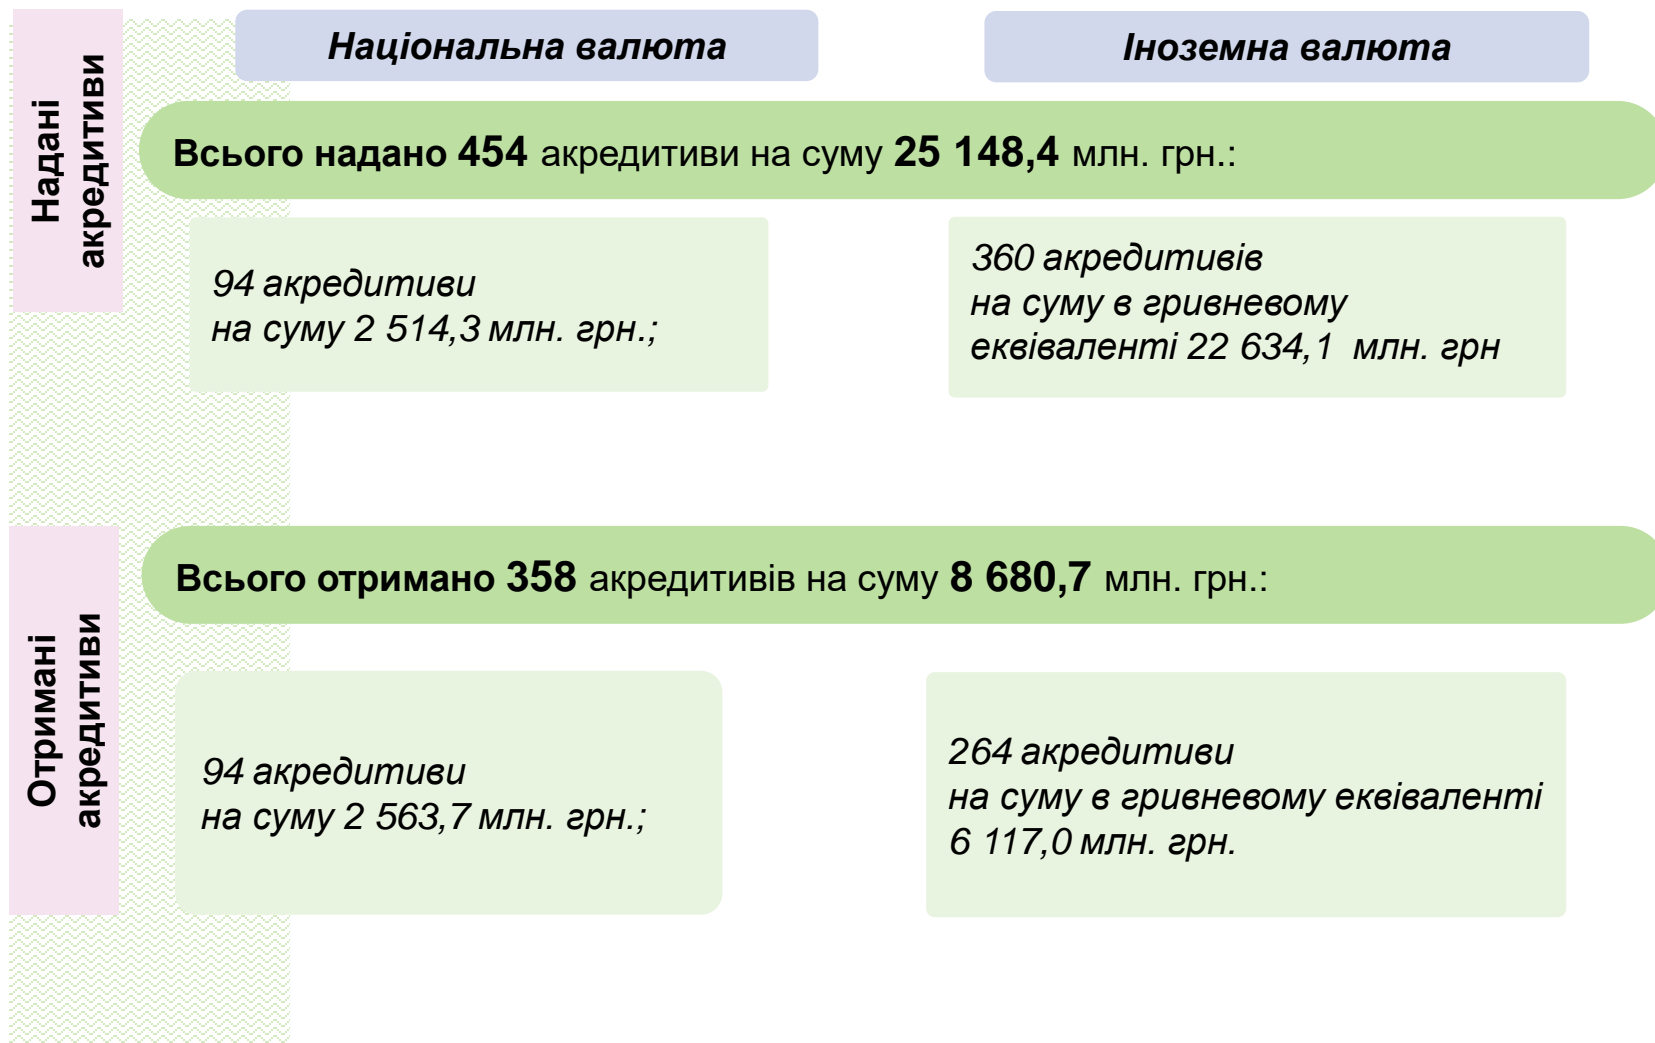 Надані
акредитиви
Національна валюта
Іноземна валюта
Всього надано 454 акредитиви на суму 25 148,4 млн. грн.:
94 акредитиви
на суму 2 514,3 млн. грн.;
360 акредитивів
на суму в гривневому
еквіваленті 22 634,1 млн. грн
Отримані
акредитиви
Всього отримано 358 акредитивів на суму 8 680,7 млн. грн.:
94 акредитиви
на суму 2 563,7 млн. грн.;
264 акредитиви
на суму в гривневому еквіваленті
6 117,0 млн. грн.